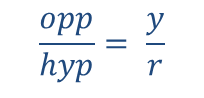 opp/hyp = y/r